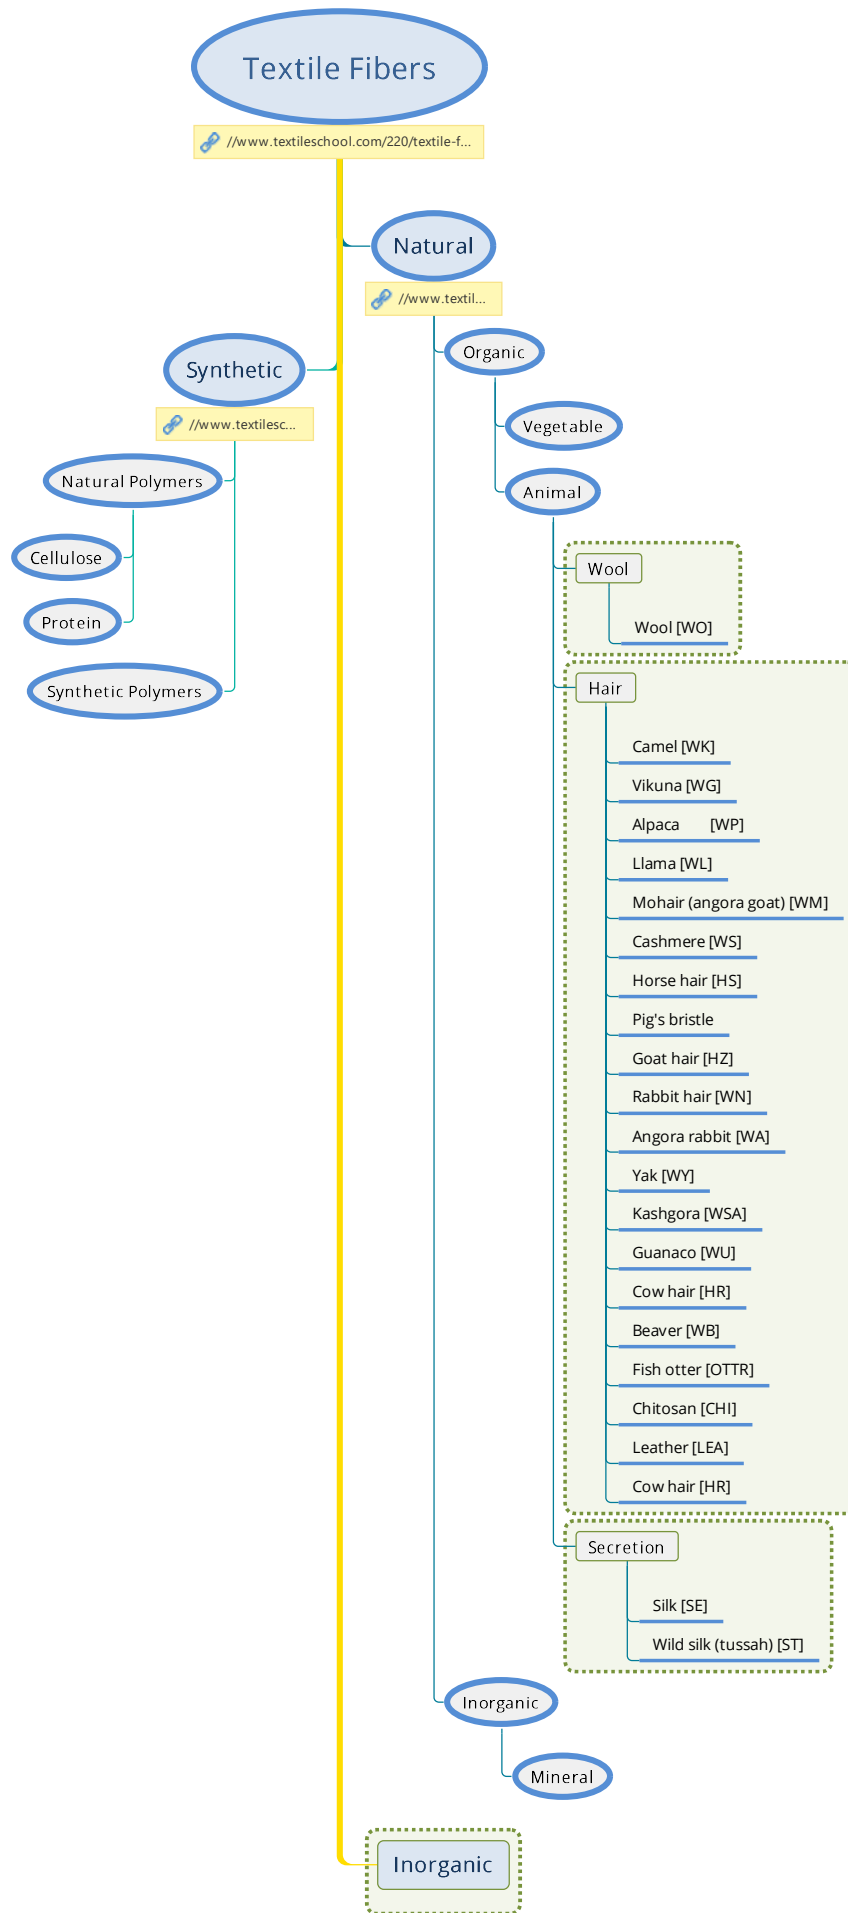 Textile Fibers
//www.textileschool.com/220/textile-f...
Natural
//www.textil...
Organic
Vegetable
Animal
Wool
Wool [WO]
Hair
Camel [WK]
Vikuna [WG]
Alpaca [WP]
Llama [WL]
Mohair (angora goat) [WM]
Cashmere [WS]
Horse hair [HS]
Pig's bristle
Goat hair [HZ]
Rabbit hair [WN]
Angora rabbit [WA]
Yak [WY]
Kashgora [WSA]
Guanaco [WU]
Cow hair [HR]
Beaver [WB]
Fish otter [OTTR]
Chitosan [CHI]
Leather [LEA]
Cow hair [HR]
Secretion
Silk [SE]
Wild silk (tussah) [ST]
Inorganic
Mineral
Synthetic
//www.textilesc...
Natural Polymers
Cellulose
Protein
Synthetic Polymers
Inorganic